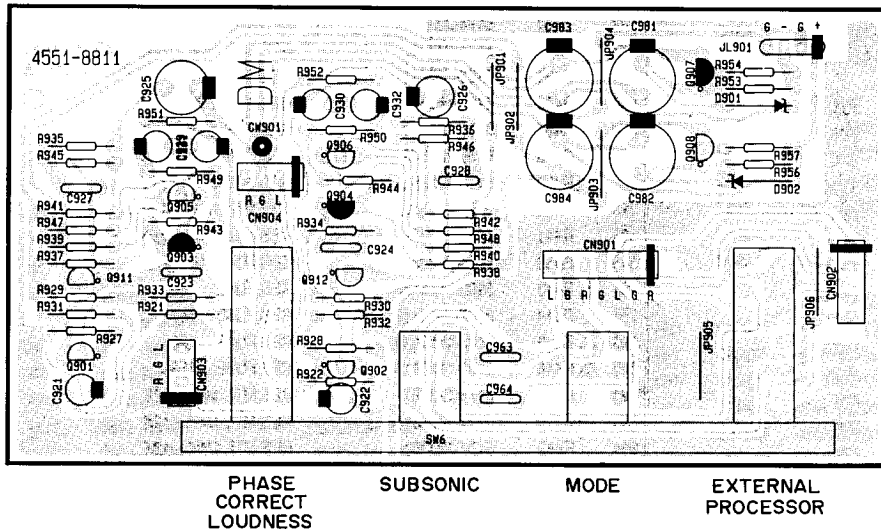 4551-8811
C983
C981
G - G +
JL901
JP904
C925
R952
C932
C926
JP901
JP902
Q907
R954
R953
D901
R951
C930
R935
R945
CW901
Q906
R950
R936
R946
Q908
R957
R956
D902
C927
R949
Q905
R944
C928
C984
JP903
C982
R G L
CN904
Q904
R941
R947
R939
R937
R943
Q903
C923
R934
C924
R942
R948
R940
R938
CN901
L G R G L G R
CN902
Q911
Q912
R929
R931
R933
R921
R930
R932
JP906
R927
R928
JP905
C963
Q901
R G L
CN903
R922
Q902
C921
C922
C964
SW6
PHASE
CORRECT
LOUDNESS
SUBSONIC
MODE
EXTERNAL
PROCESSOR